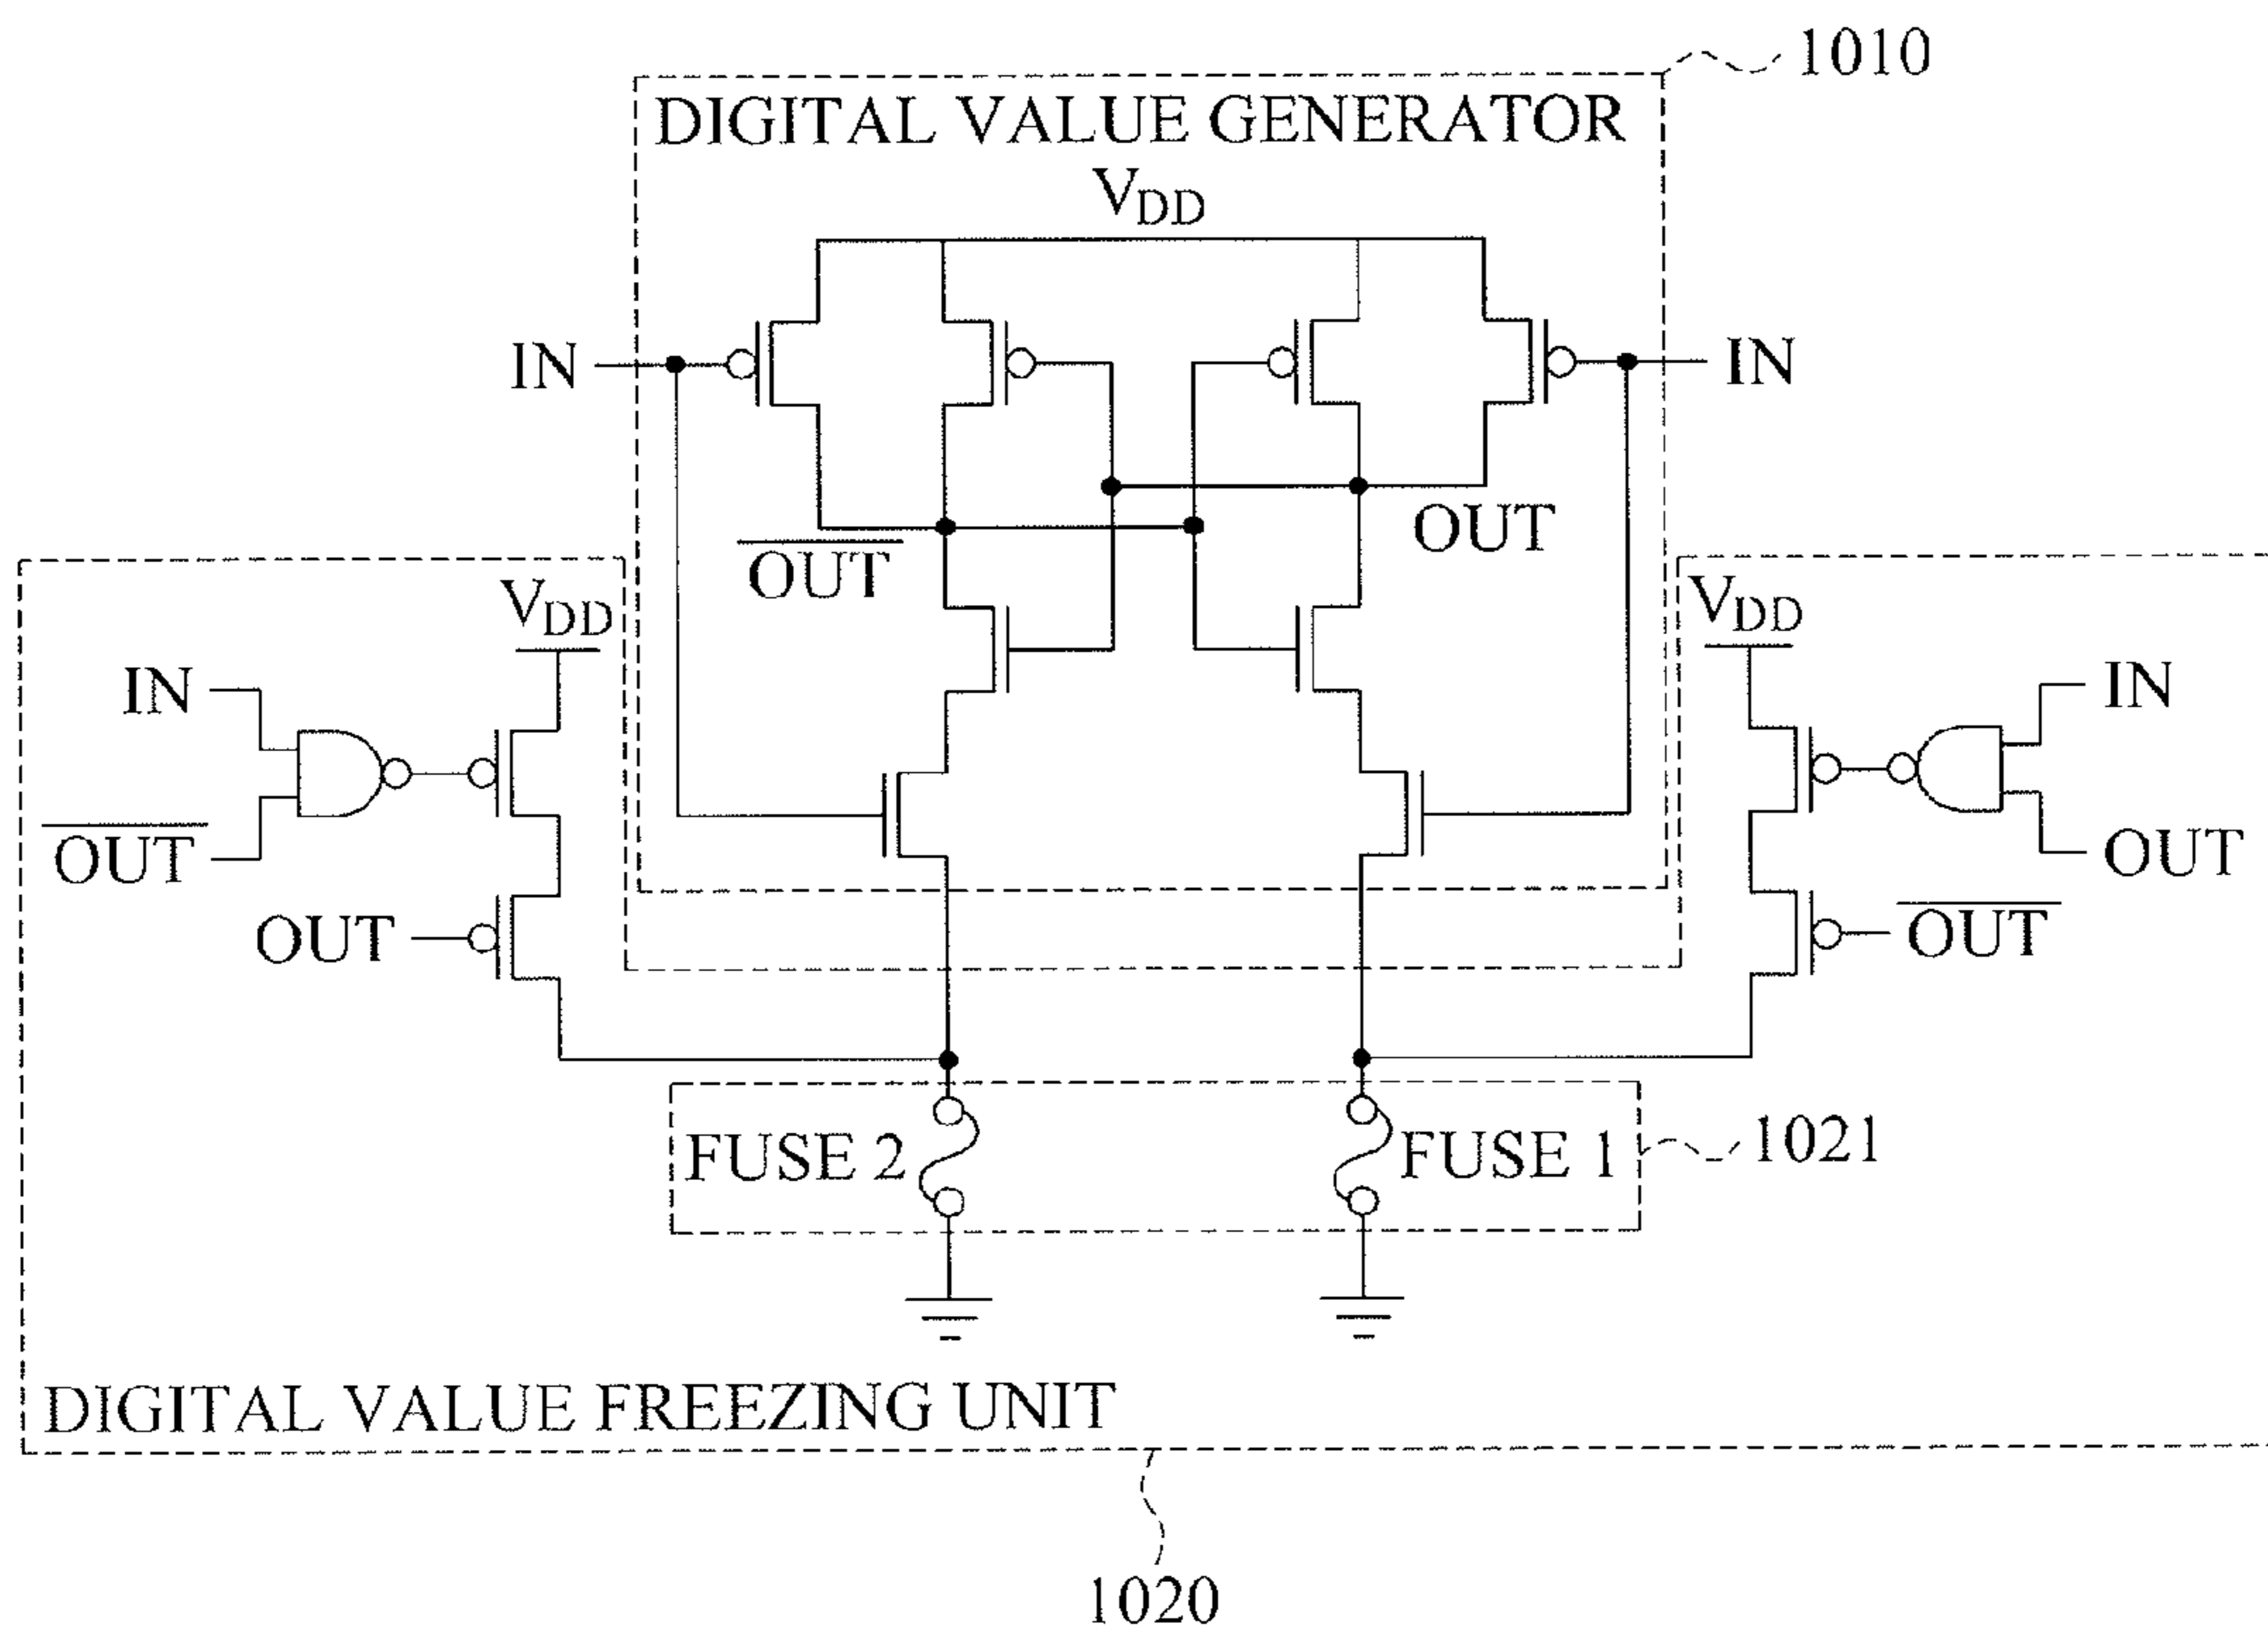 1010
DIGITAL VALUE GENERATOR
VDD
IN
IN
OUT
OUT
VDD
VDD
IN
IN
OUT
OUT
OUT
OUT
FUSE 2
FUSE 1
1021
DIGITAL VALUE FREEZING UNIT
1020